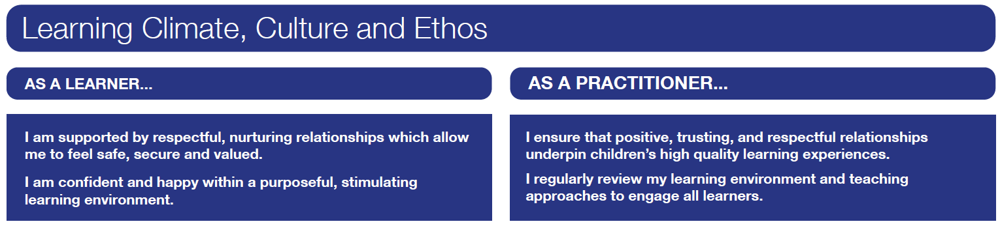 Learning Climate, Culture and Ethos
AS A LEARNER...
I am supported by respectful, nurturing relationships which allow
me to feel safe, secure and valued.
I am confident and happy within a purposeful, stimulating
learning environment.
AS A PRACTITIONER...
I ensure that positive, trusting, and respectful relationships
underpin children’s high quality learning experiences.
I regularly review my learning environment and teaching
approaches to engage all learners.